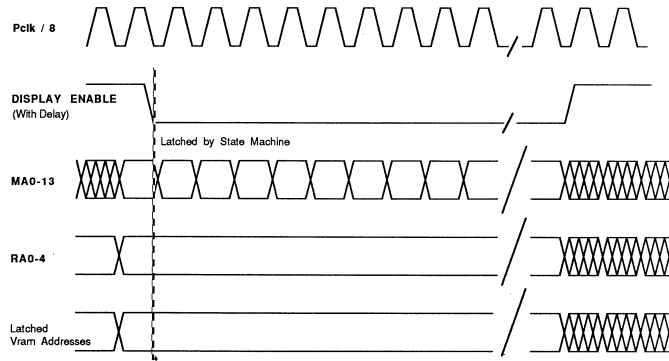 Pclk / 8
DISPLAY ENABLE
(With Delay)
Latched by State Machine
MA0-13
RA0-4
Latched
Vram Addresses